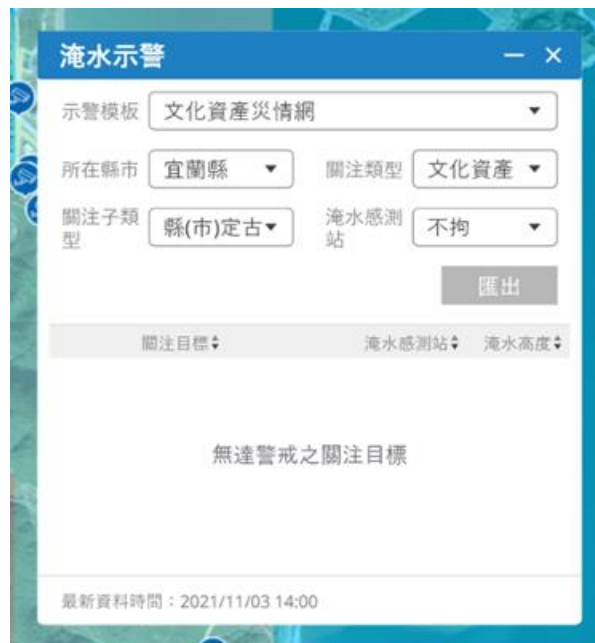 淹水示警
示警模板 文化資產災情網
所在縣市 宜蘭縣 關注類型 文化資產
關注子類型 縣(市)定古 淹水感測站 不拘
匯出
關注目標 淹水感測站 淹水高度
無達警戒之關注目標
最新資料時間：2021/11/03 14:00